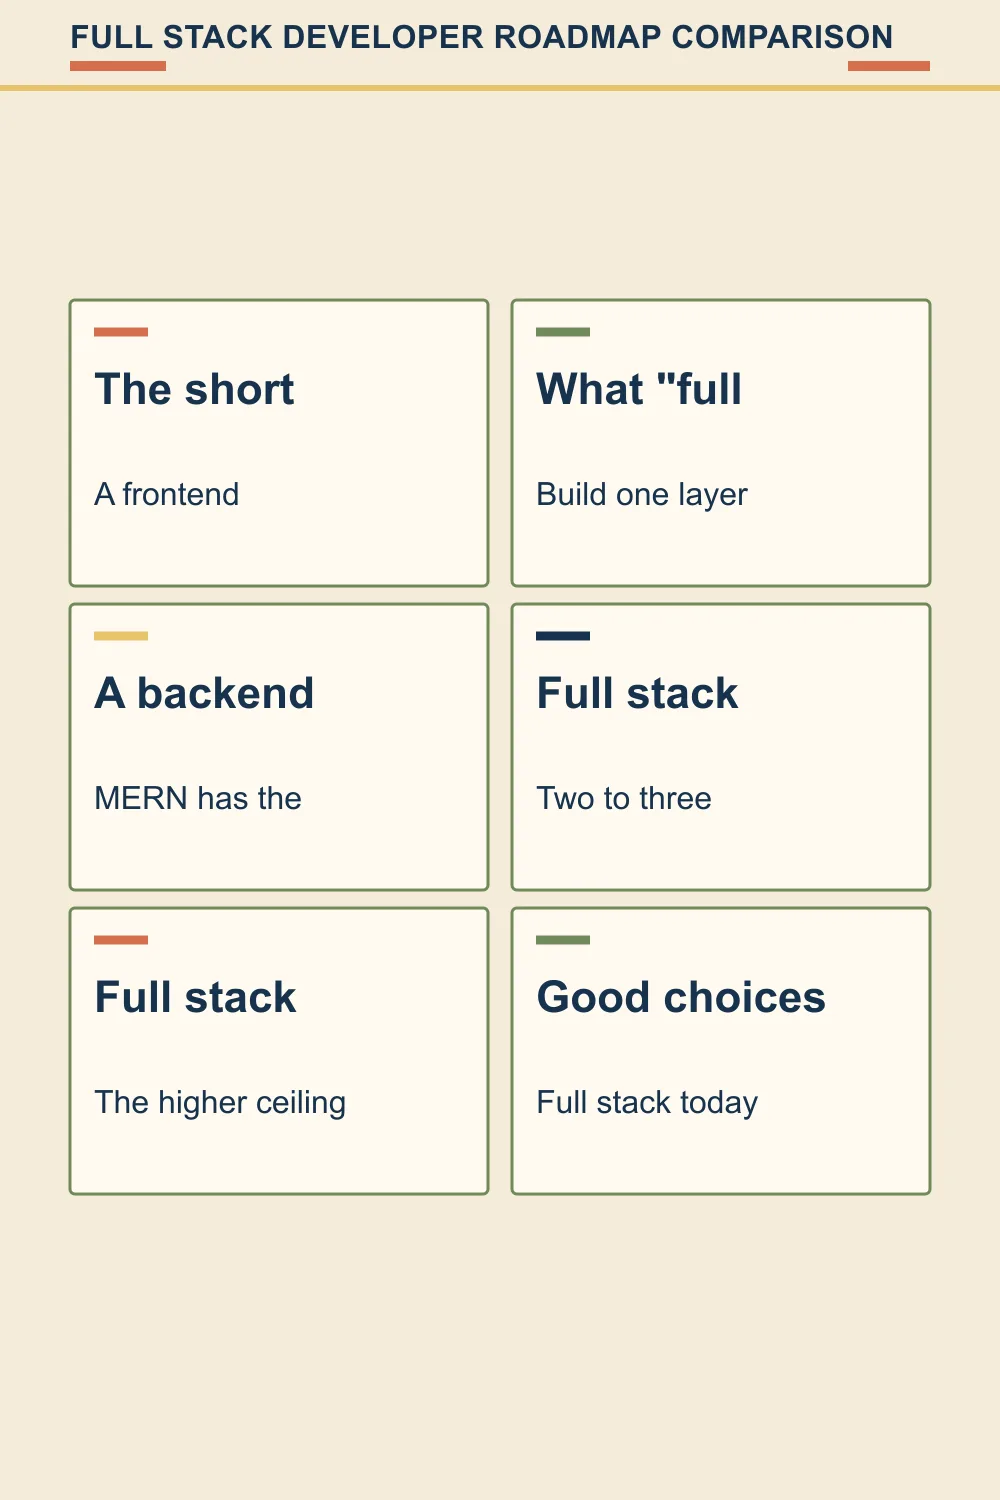 FULL STACK DEVELOPER ROADMAP COMPARISON
The short
A frontend
What "full
Build one layer
A backend
MERN has the
Full stack
Two to three
Full stack
The higher ceiling
Good choices
Full stack today